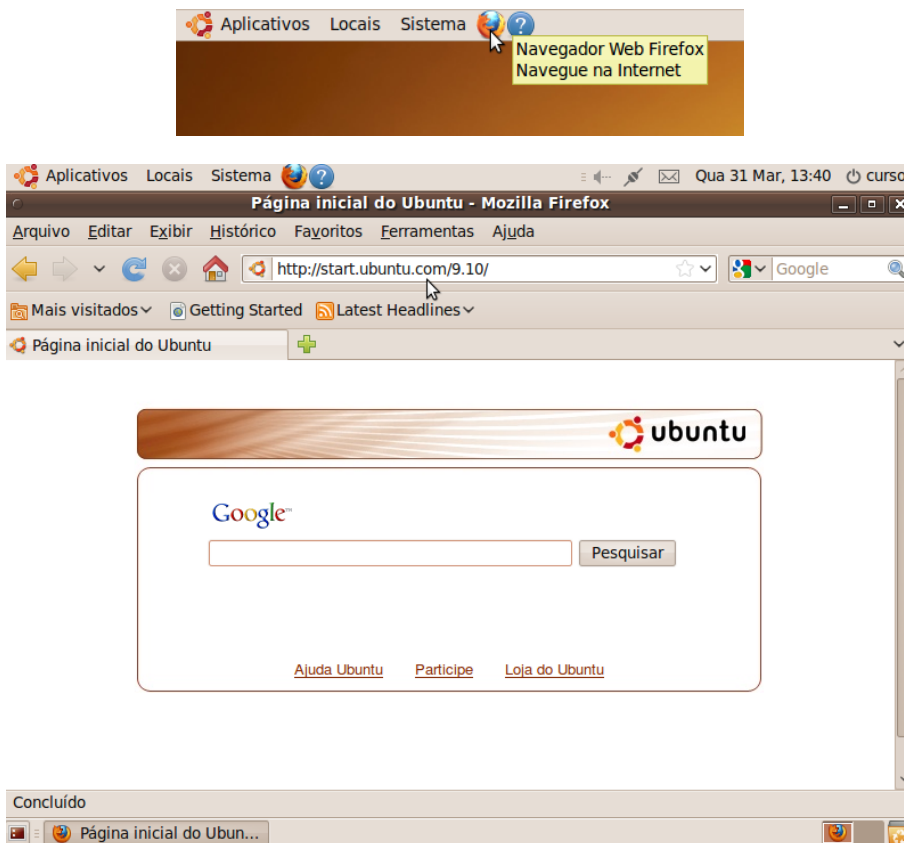 Aplicativos Locais Sistema ?
Navegador Web Firefox
Navegue na Internet
Aplicativos Locais Sistema ? Qua 31 Mar, 13:40 curso
Página inicial do Ubuntu - Mozilla Firefox
Arquivo Editar Exibir Histórico Favoritos Ferramentas Ajuda
http://start.ubuntu.com/9.10/ Google
Mais visitados Getting Started Latest Headlines
Página inicial do Ubuntu
ubuntu
Google™
Pesquisar
Ajuda Ubuntu Participe Loja do Ubuntu
Concluído
Página inicial do Ubun...